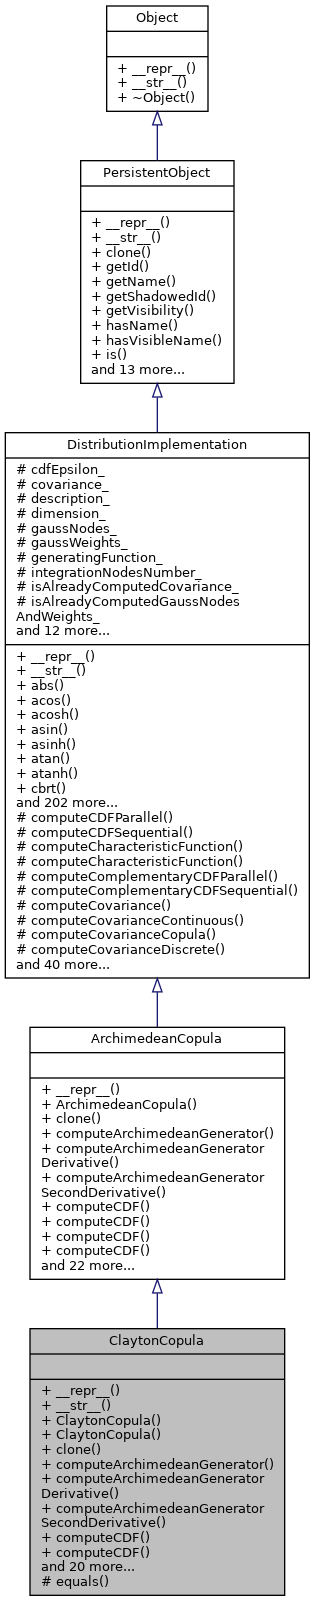 Object
+ __repr__()
+ __str__()
+ ~Object()
PersistentObject
+ __repr__()
+ __str__()
+ clone()
+ getId()
+ getName()
+ getShadowedId()
+ getVisibility()
+ hasName()
+ hasVisibleName()
+ is()
and 13 more...
DistributionImplementation
# cdfEpsilon_
# covariance_
# description_
# dimension_
# gaussNodes_
# gaussWeights_
# generatingFunction_
# integrationNodesNumber_
# isAlreadyComputedCovariance_
# isAlreadyComputedGaussNodes
AndWeights_
and 12 more...
+ __repr__()
+ __str__()
+ abs()
+ acos()
+ acosh()
+ asin()
+ asinh()
+ atan()
+ atanh()
+ cbrt()
and 202 more...
# computeCDFParallel()
# computeCDFSequential()
# computeCharacteristicFunction()
# computeCharacteristicFunction()
# computeComplementaryCDFParallel()
# computeComplementaryCDFSequential()
# computeCovariance()
# computeCovarianceContinuous()
# computeCovarianceCopula()
# computeCovarianceDiscrete()
and 40 more...
ArchimedeanCopula
+ __repr__()
+ ArchimedeanCopula()
+ clone()
+ computeArchimedeanGenerator()
+ computeArchimedeanGenerator
Derivative()
+ computeArchimedeanGenerator
SecondDerivative()
+ computeCDF()
+ computeCDF()
+ computeCDF()
+ computeCDF()
and 22 more...
ClaytonCopula
+ __repr__()
+ __str__()
+ ClaytonCopula()
+ ClaytonCopula()
+ clone()
+ computeArchimedeanGenerator()
+ computeArchimedeanGenerator
Derivative()
+ computeArchimedeanGenerator
SecondDerivative()
+ computeCDF()
+ computeCDF()
and 20 more...
# equals()